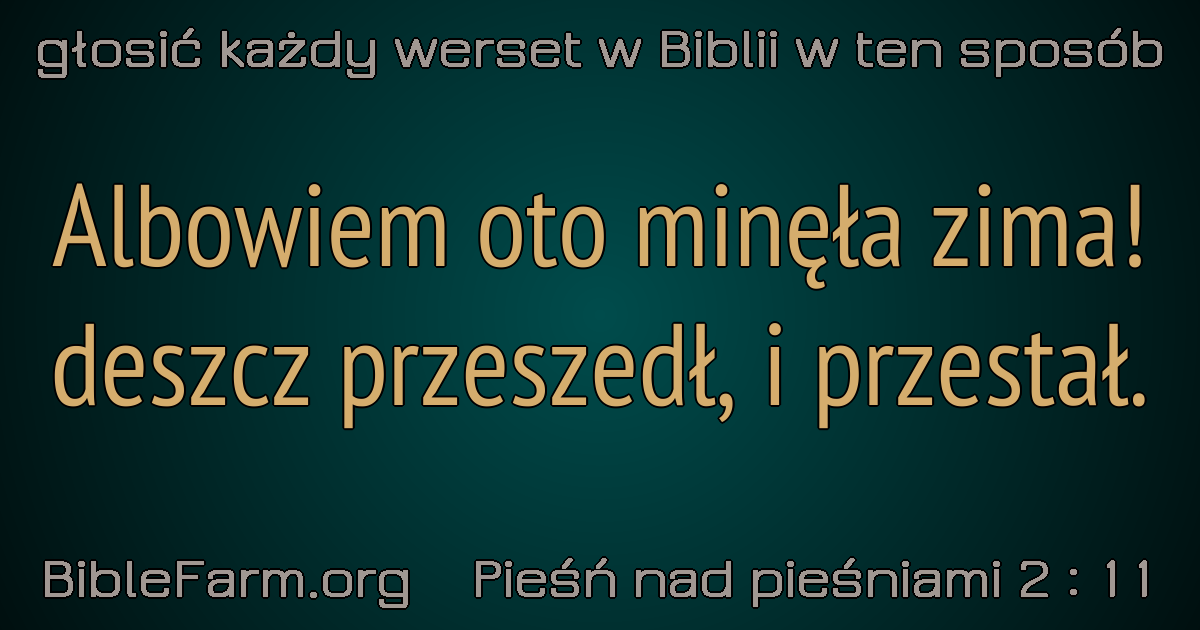 głosić każdy werset w Biblii w ten sposób
Albowiem oto minęła zima!
deszcz przeszedł, i przestał.
BibleFarm.org Pieśń nad pieśniami 2 : 11